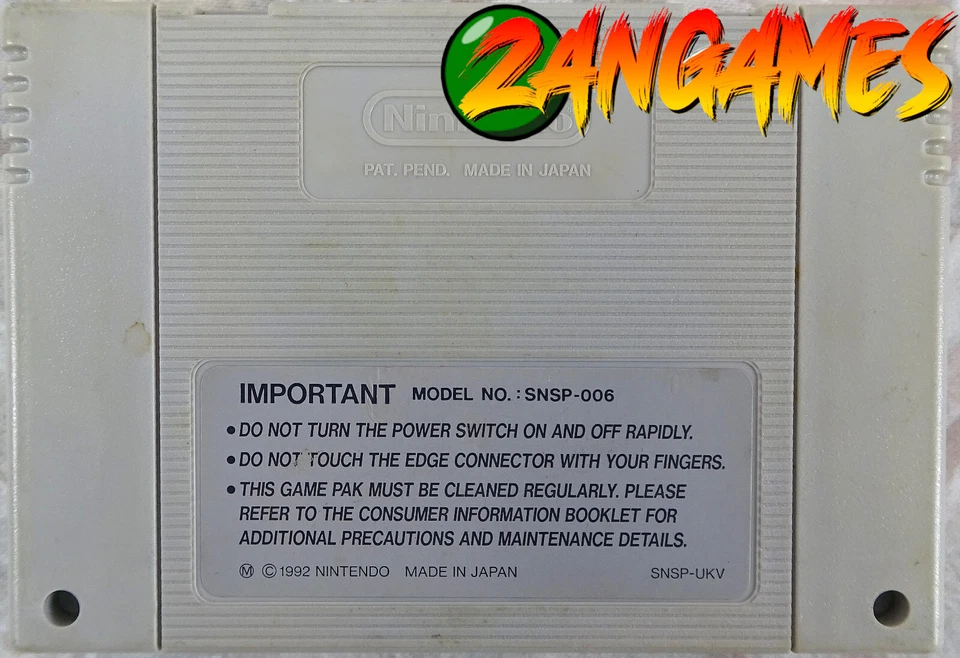 2ANGAMES
Nintendo
PAT. PEND. MADE IN JAPAN
IMPORTANT MODEL NO. : SNSP-006
• DO NOT TURN THE POWER SWITCH ON AND OFF RAPIDLY.
• DO NOT TOUCH THE EDGE CONNECTOR WITH YOUR FINGERS.
• THIS GAME PAK MUST BE CLEANED REGULARLY. PLEASE
REFER TO THE CONSUMER INFORMATION BOOKLET FOR
ADDITIONAL PRECAUTIONS AND MAINTENANCE DETAILS.
Ⓜ ©1992 NINTENDO MADE IN JAPAN SNSP-UKV